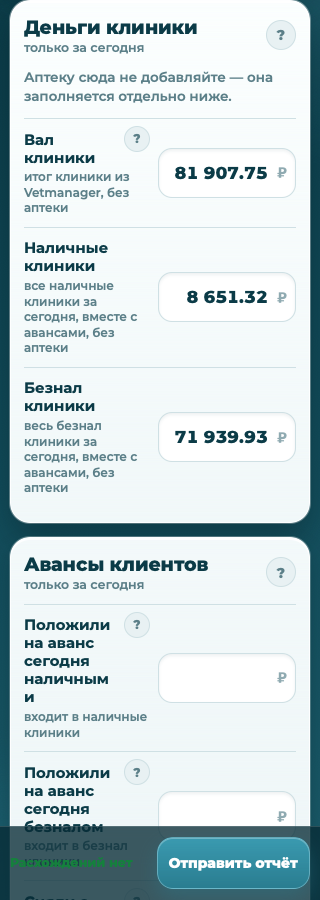 Деньги клиники
?
только за сегодня
Аптеку сюда не добавляйте — она
заполняется отдельно ниже.
Вал
клиники
?
итог клиники из
Vetmanager, без
аптеки
81 907.75 ₽
Наличные
клиники
все наличные
клиники за
сегодня, вместе с
авансами, без
аптеки
8 651.32 ₽
Безнал
клиники
весь безнал
клиники за
сегодня, вместе с
авансами, без
аптеки
71 939.93 ₽
Авансы клиентов
?
только за сегодня
Положили
на аванс
сегодня
наличным
и
?
входит в наличные
клиники
₽
Положили
на аванс
сегодня
безналом
?
входит в безнал
₽
Расхождений нет
Отправить отчёт